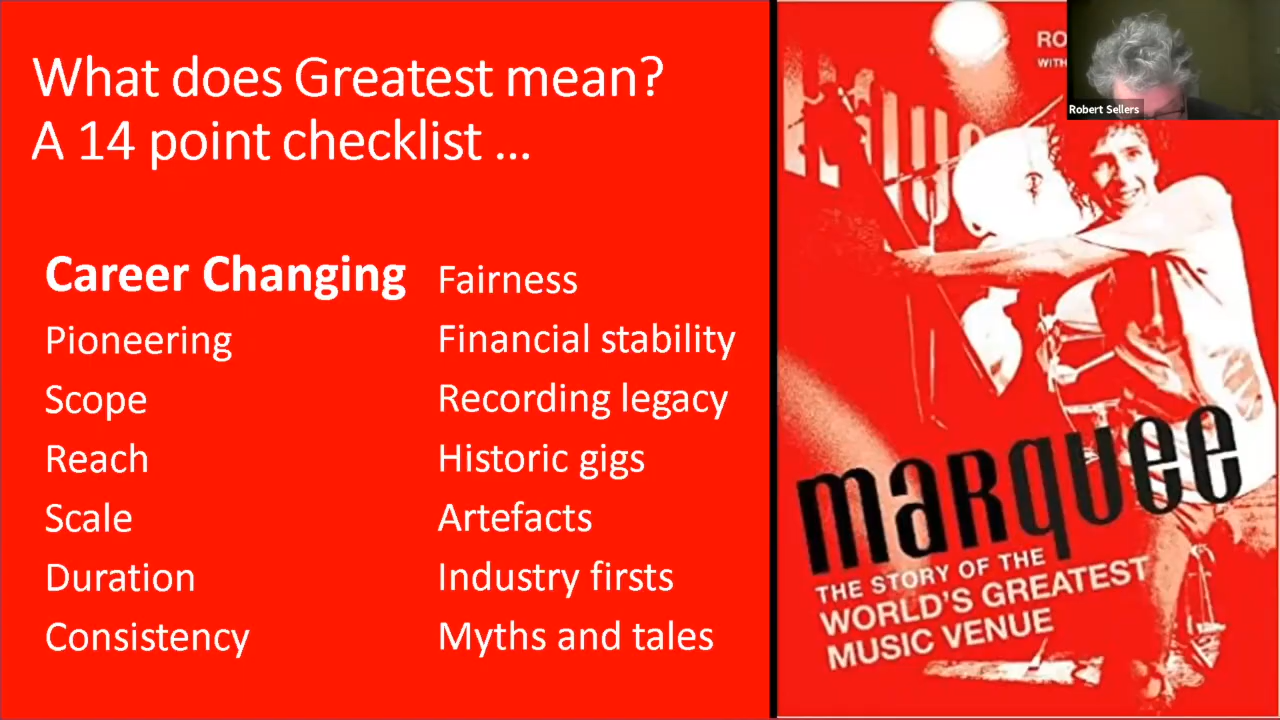 What does Greatest mean?
A 14 point checklist ...
Career Changing
Pioneering
Scope
Reach
Scale
Duration
Consistency
Fairness
Financial stability
Recording legacy
Historic gigs
Artefacts
Industry firsts
Myths and tales
RO
WITH
Robert Sellers
marquee
THE STORY OF THE
WORLD'S GREATEST
MUSIC VENUE